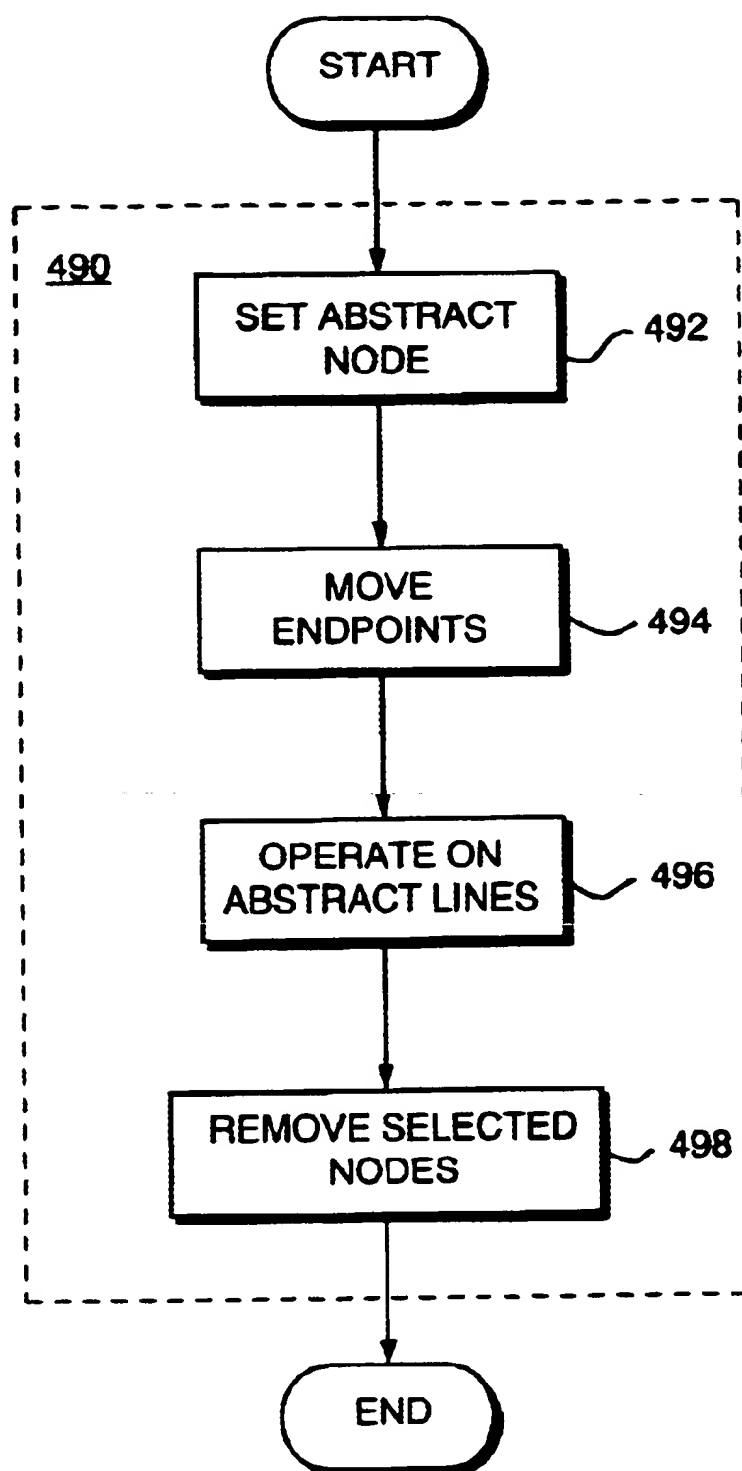 START
490
SET ABSTRACT
NODE
492
MOVE
ENDPOINTS
494
OPERATE ON
ABSTRACT LINES
496
REMOVE SELECTED
NODES
498
END